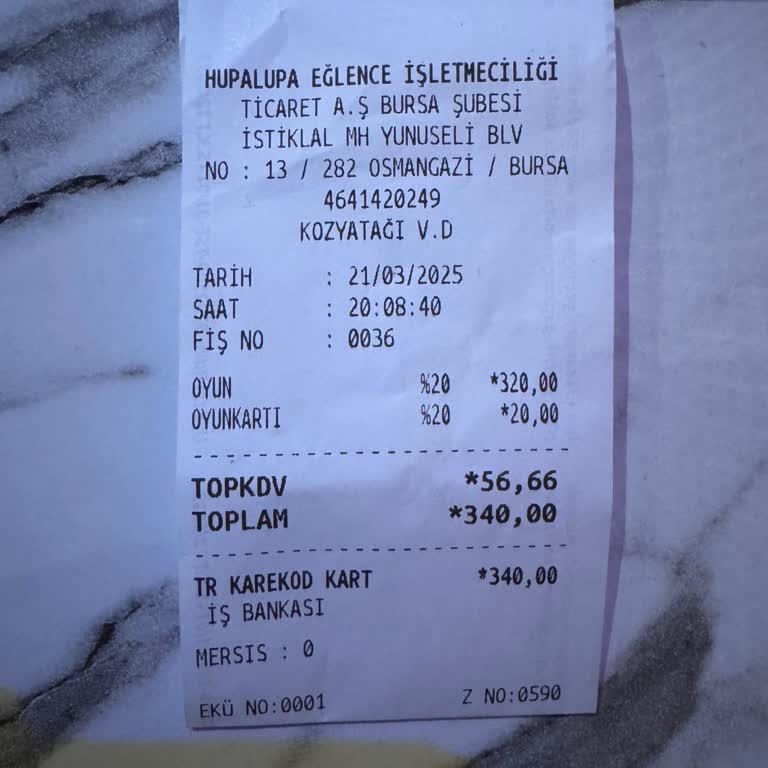 HUPALUPA EĞLENCE İŞLETMECİLİĞİ
TİCARET A.Ş BURSA ŞUBESİ
İSTİKLAL MH YUNUSELİ BLV
NO : 13 / 282 OSMANGAZİ / BURSA
4641420249
KOZYATAĞI V.D
TARİH : 21/03/2025
SAAT : 20:08:40
FİŞ NO : 0036
OYUN %20 *320,00
OYUNKARTI %20 *20,00
TOPKDV *56,66
TOPLAM *340,00
TR KAREKOD KART *340,00
İŞ BANKASI
MERSIS : 0
EKÜ NO:0001 Z NO:0590